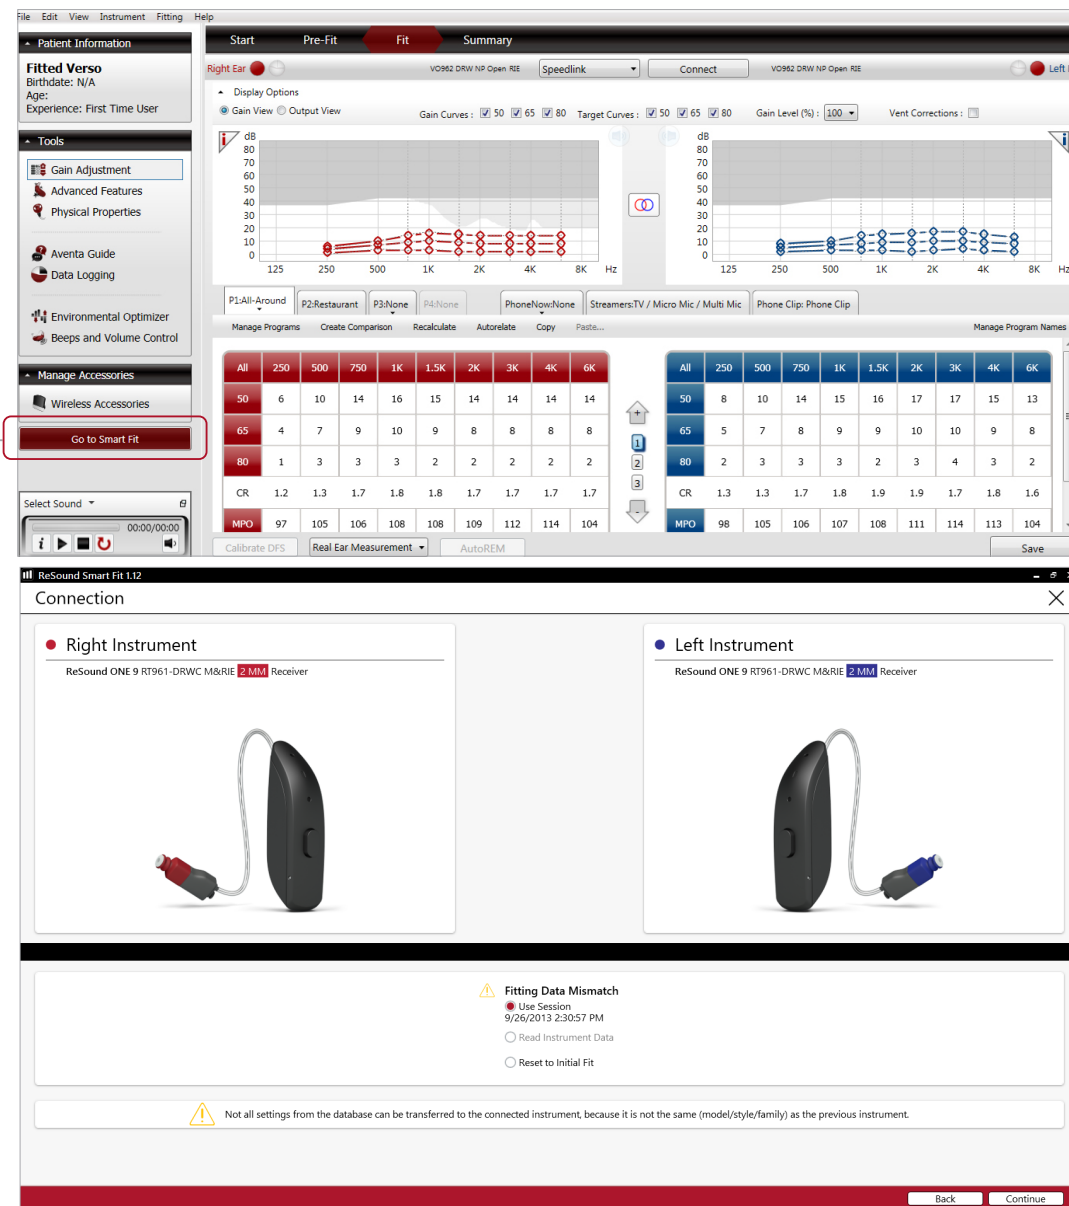 File Edit View Instrument Fitting Help
Patient Information
Fitted Verso
Birthdate: N/A
Age:
Experience: First Time User
Tools
Gain Adjustment
Advanced Features
Physical Properties
Aventa Guide
Data Logging
Environmental Optimizer
Beeps and Volume Control
Manage Accessories
Wireless Accessories
Go to Smart Fit
Select Sound
00:00/00:00
Start Pre-Fit Fit Summary
Right Ear VO962 DRW NP Open RIE Speedlink Connect VO962 DRW NP Open RIE Left
Display Options
Gain View Output View Gain Curves : 50 65 80 Target Curves : 50 65 80 Gain Level (%) : 100 Vent Corrections :
dB dB
80 80
70 70
60 60
50 50
40 40
30 30
20 20
10 10
0 0
125 250 500 1K 2K 4K 8K Hz 125 250 500 1K 2K 4K 8K Hz
P1:All-Around P2:Restaurant P3:None P4:None PhoneNow:None Streamers:TV / Micro Mic / Multi Mic Phone Clip: Phone Clip
Manage Programs Create Comparison Recalculate Autorelate Copy Paste... Manage Program Names
All 250 500 750 1K 1.5K 2K 3K 4K 6K All 250 500 750 1K 1.5K 2K 3K 4K 6K
50 6 10 14 16 15 14 14 14 14 + 50 8 10 14 15 16 17 17 15 13
65 4 7 9 10 9 8 8 8 8 1 65 5 7 8 9 9 10 10 9 8
80 1 3 3 3 2 2 2 2 2 2 80 2 3 3 3 2 3 4 3 2
CR 1.2 1.3 1.7 1.8 1.8 1.7 1.7 1.7 1.7 3 CR 1.3 1.3 1.7 1.8 1.9 1.9 1.7 1.8 1.6
MPO 97 105 106 108 108 109 112 114 104 - MPO 98 105 106 107 108 111 114 113 104
Calibrate DFS Real Ear Measurement AutoREM Save
ReSound Smart Fit 1.12
Connection
Right Instrument
ReSound ONE 9 RT961-DRWC M&RIE 2 MM Receiver
Left Instrument
ReSound ONE 9 RT961-DRWC M&RIE 2 MM Receiver
Fitting Data Mismatch
Use Session
9/26/2013 2:30:57 PM
Read Instrument Data
Reset to Initial Fit
Not all settings from the database can be transferred to the connected instrument, because it is not the same (model/style/family) as the previous instrument.
Back Continue